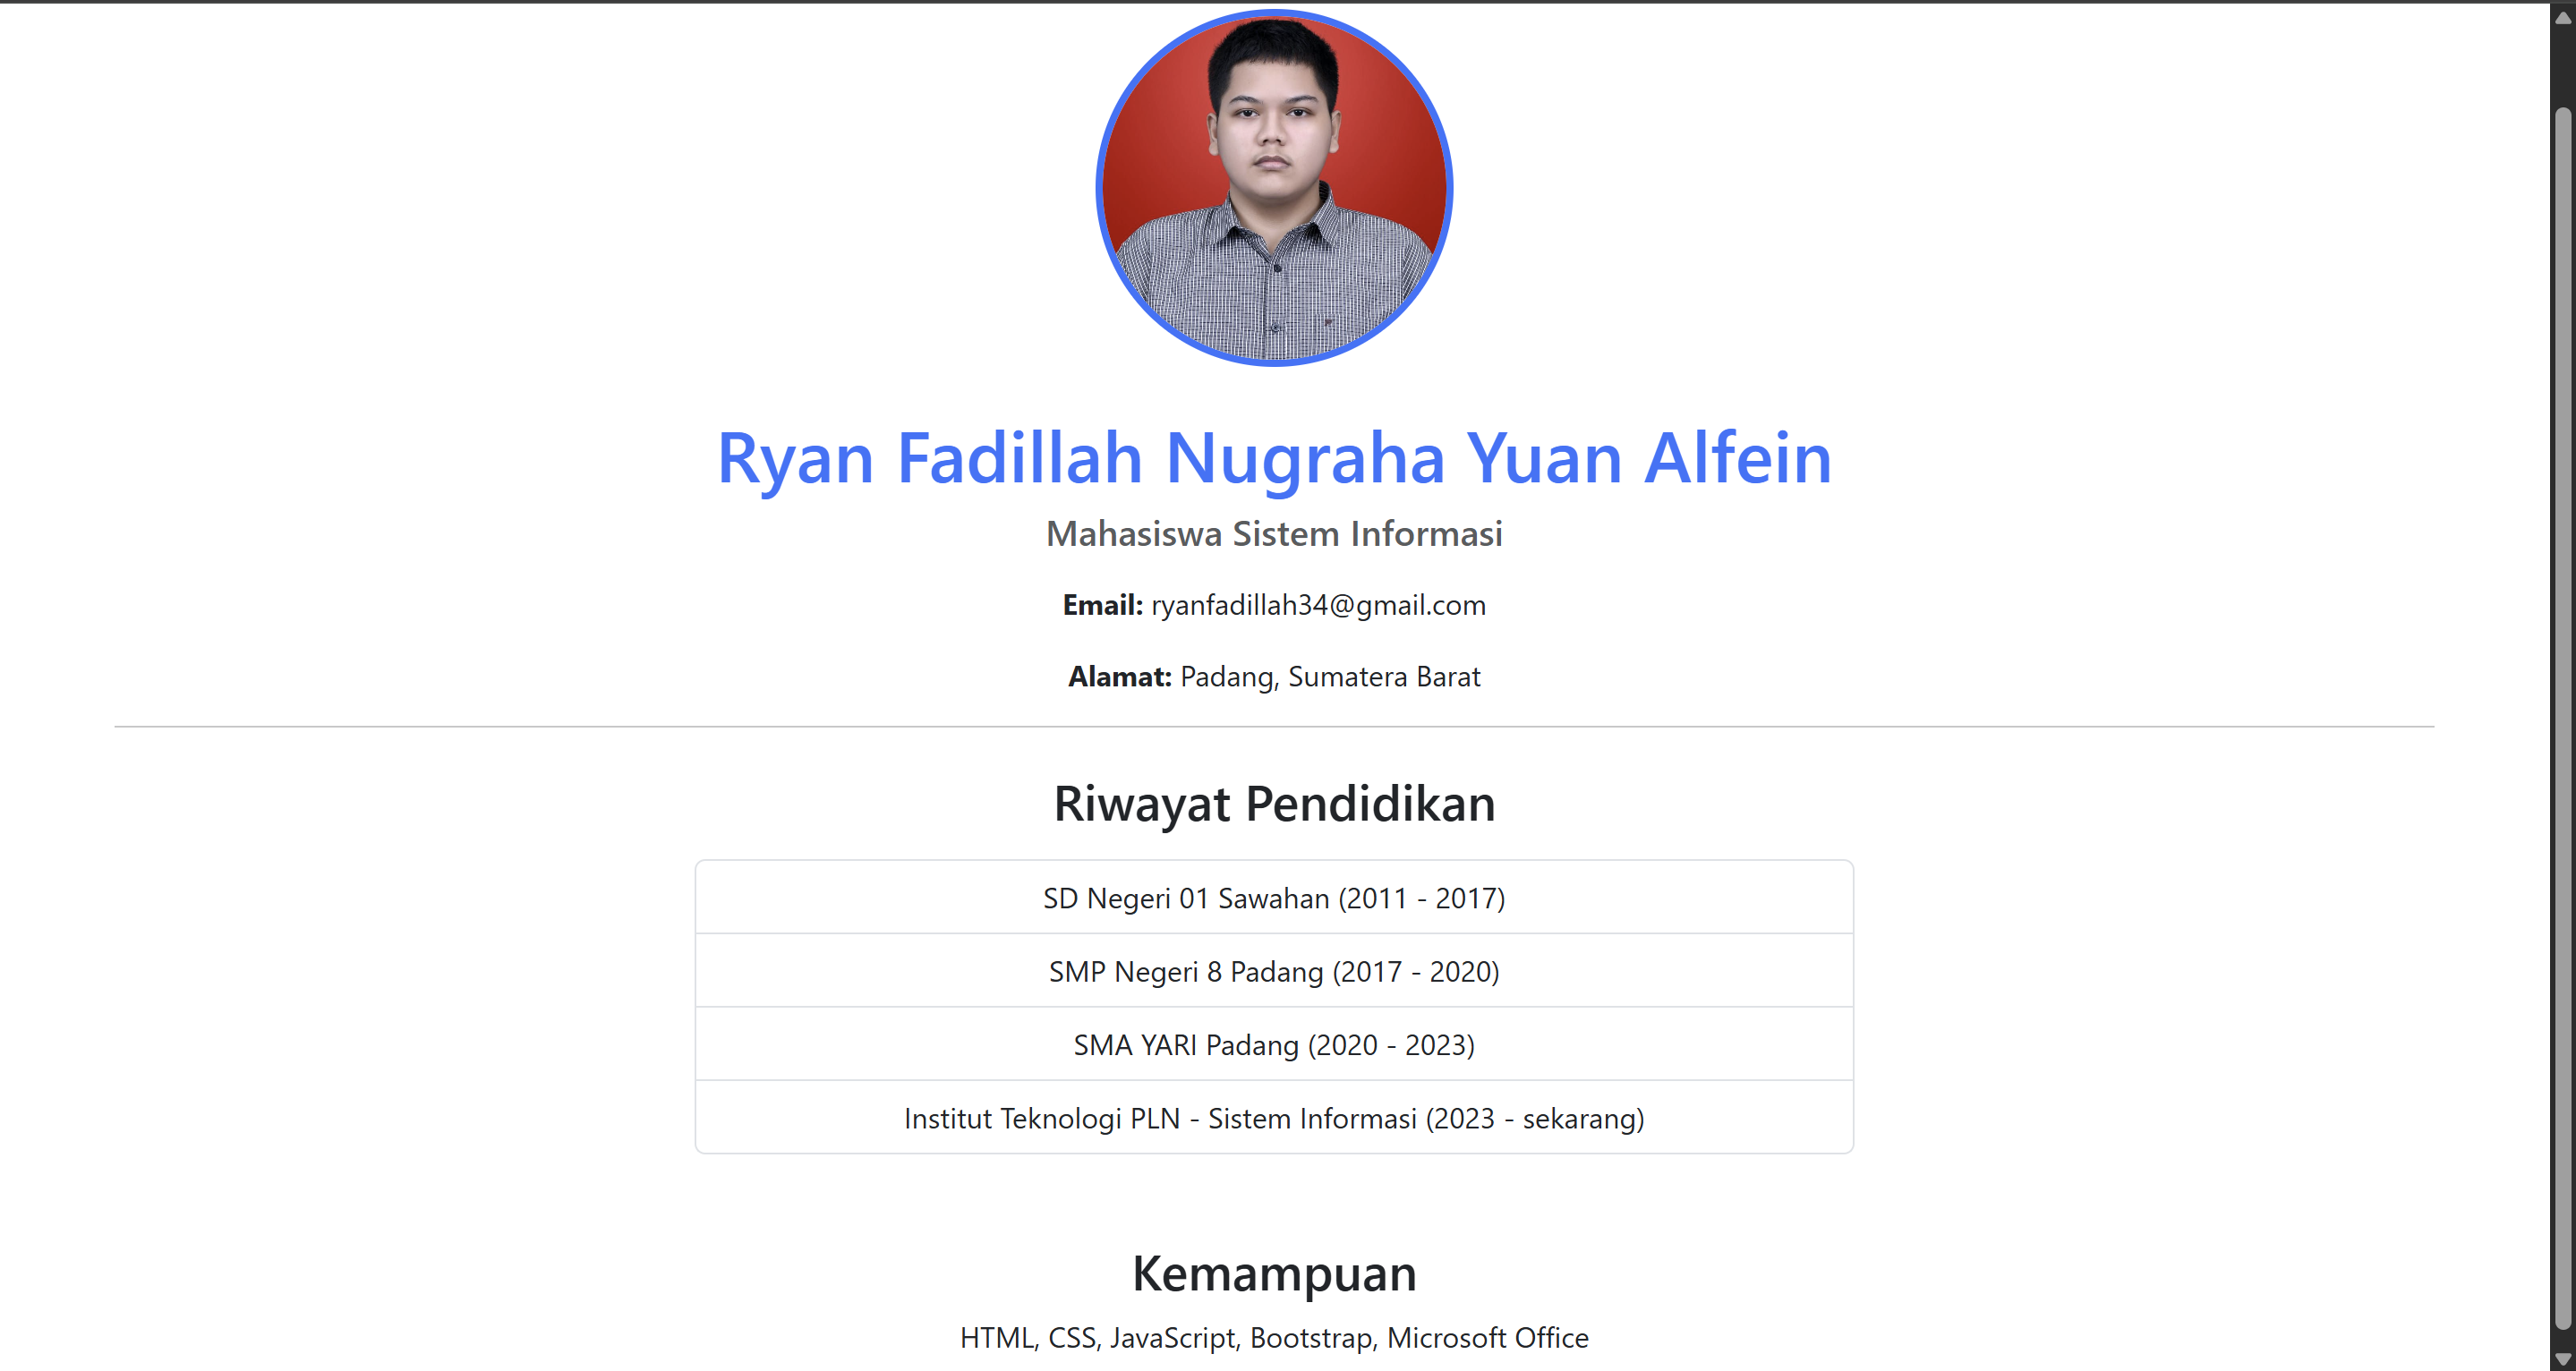 Ryan Fadillah Nugraha Yuan Alfein
Mahasiswa Sistem Informasi
Email: ryanfadillah34@gmail.com
Alamat: Padang, Sumatera Barat
Riwayat Pendidikan
SD Negeri 01 Sawahan (2011 - 2017)
SMP Negeri 8 Padang (2017 - 2020)
SMA YARI Padang (2020 - 2023)
Institut Teknologi PLN - Sistem Informasi (2023 - sekarang)
Kemampuan
HTML, CSS, JavaScript, Bootstrap, Microsoft Office